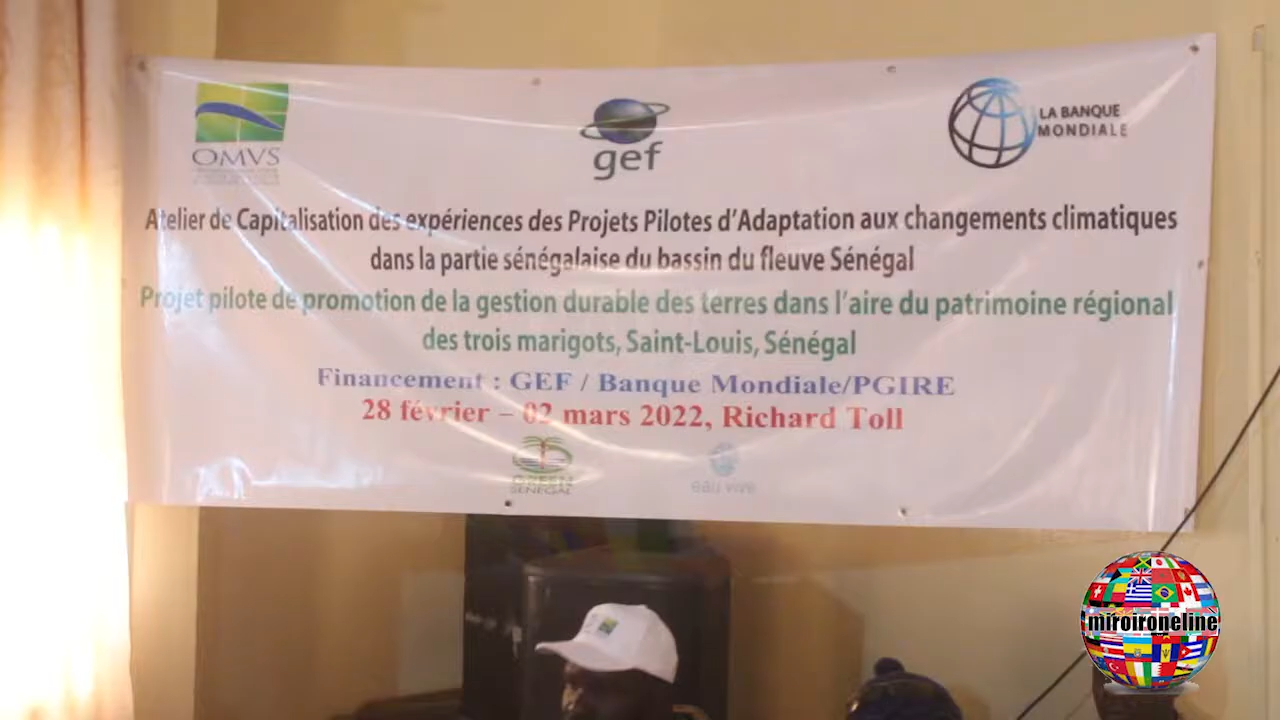 OMVS
gef
LA BANQUE
MONDIALE
Atelier de Capitalisation des expériences des Projets Pilotes d'Adaptation aux changements climatiques
dans la partie sénégalaise du bassin du fleuve Sénégal
Projet pilote de promotion de la gestion durable des terres dans l'aire du patrimoine régional
des trois marigots, Saint-Louis, Sénégal
Financement : GEF / Banque Mondiale/PGIRE
28 février – 02 mars 2022, Richard Toll
GREEN
SENEGAL
eau vive
miroironeline